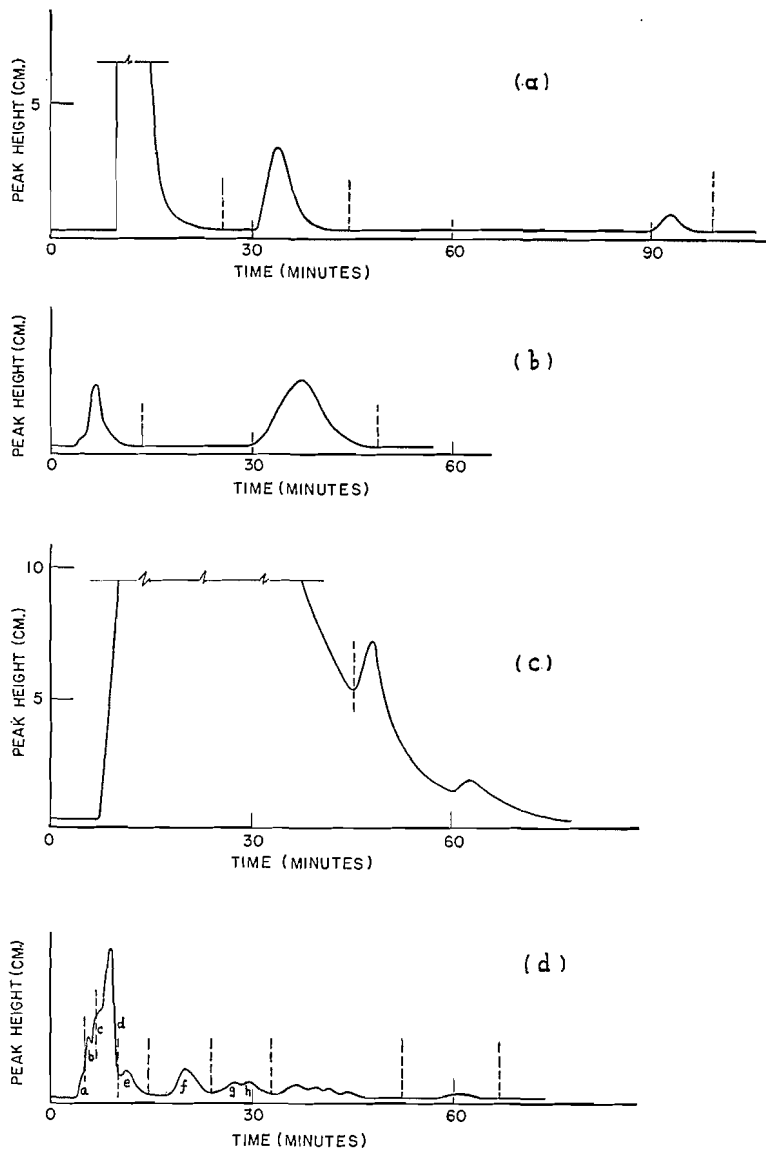 PEAK HEIGHT (CM.)
5
(a)
0
30
60
90
TIME (MINUTES)
PEAK HEIGHT (CM.)
(b)
0
30
60
TIME (MINUTES)
PEAK HEIGHT (CM.)
10
5
(c)
0
30
60
TIME (MINUTES)
PEAK HEIGHT (CM.)
(d)
a
b
c
d
e
f
g
h
0
30
60
TIME (MINUTES)